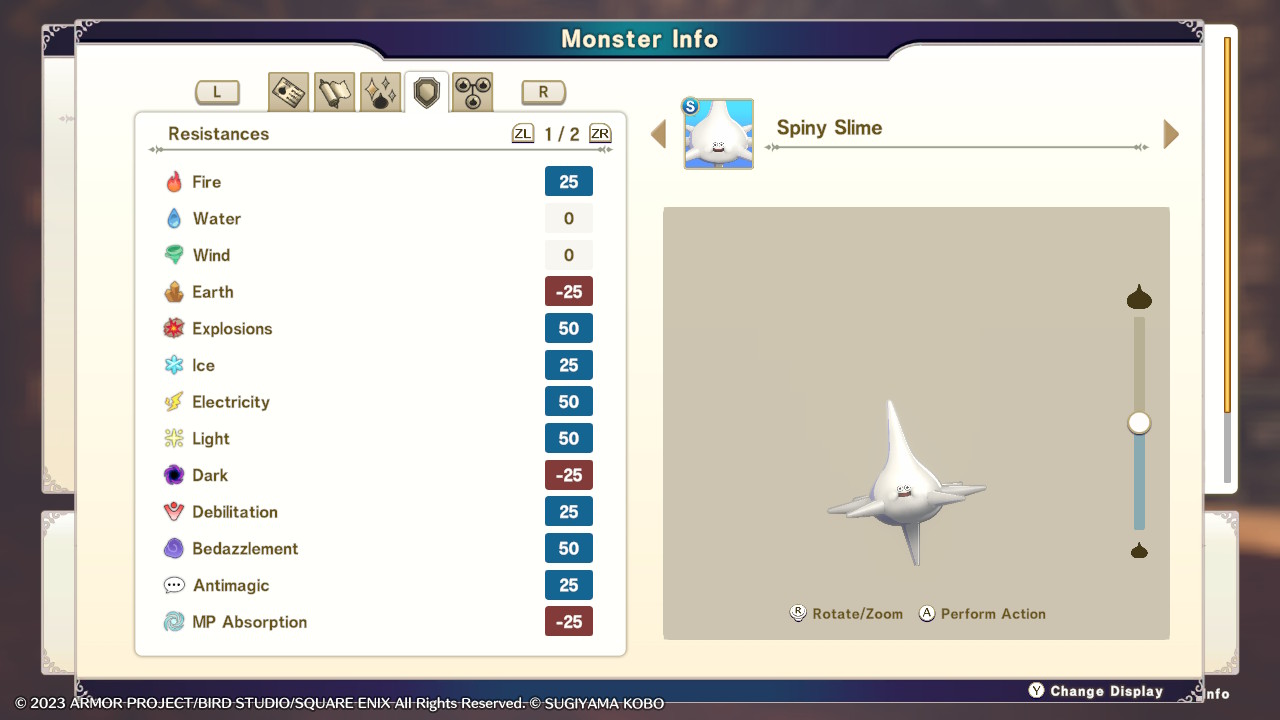 Monster Info
L
R
Resistances
ZL 1 / 2 ZR
Fire 25
Water 0
Wind 0
Earth -25
Explosions 50
Ice 25
Electricity 50
Light 50
Dark -25
Debilitation 25
Bedazzlement 50
Antimagic 25
MP Absorption -25
S
Spiny Slime
R Rotate/Zoom A Perform Action
Y Change Display
nfo
© 2023 ARMOR PROJECT/BIRD STUDIO/SQUARE ENIX All Rights Reserved. © SUGIYAMA KOBO